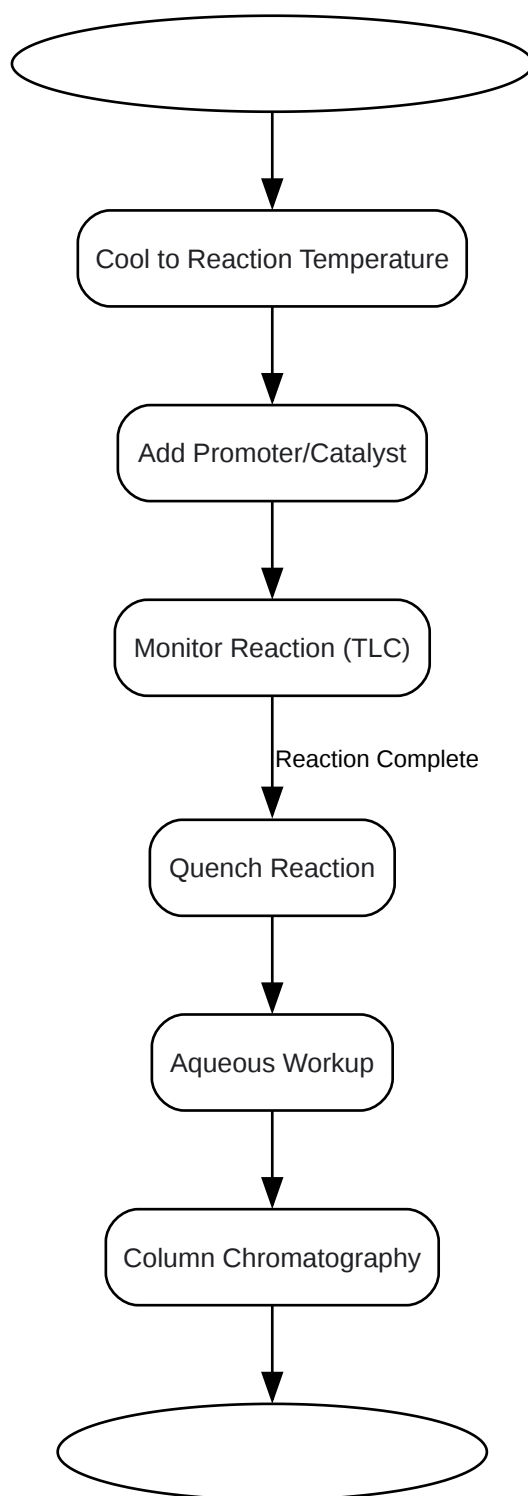 Cool to Reaction Temperature
Add Promoter/Catalyst
Monitor Reaction (TLC)
Reaction Complete
Quench Reaction
Aqueous Workup
Column Chromatography